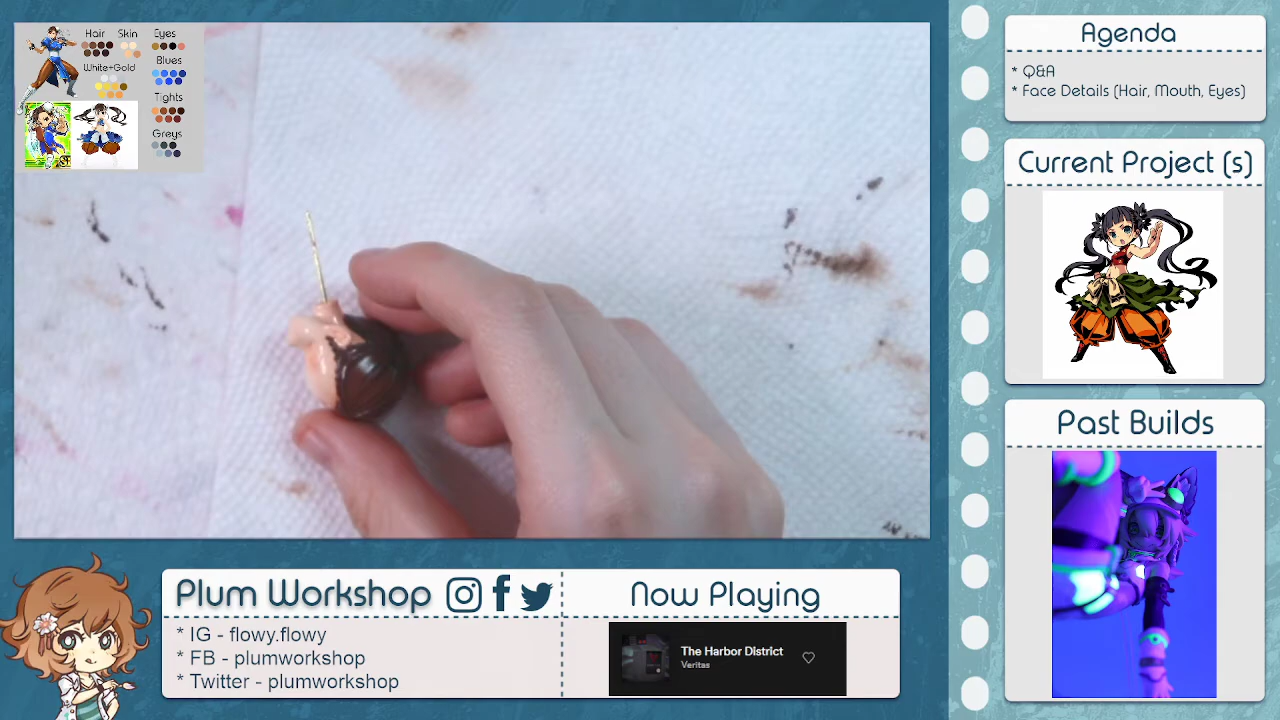 Hair Skin Eyes
White+Gold
Blues
Tights
Greys
SF
Agenda
* Q&A
* Face Details (Hair, Mouth, Eyes)
Current Project (s)
Past Builds
Plum Workshop
* IG - flowy.flowy
* FB - plumworkshop
* Twitter - plumworkshop
Now Playing
The Harbor District
Veritas